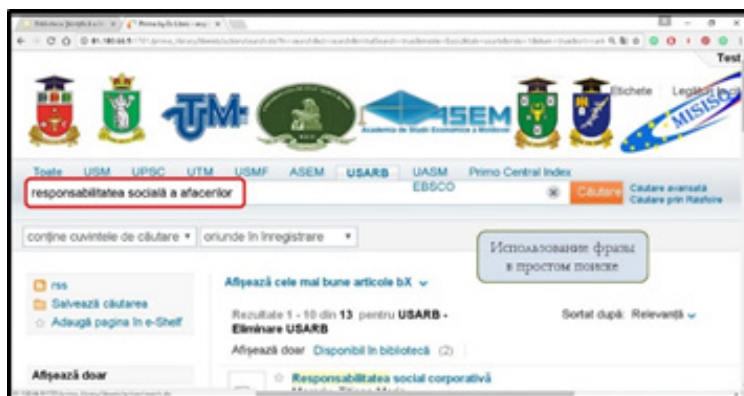 Test
Etichete
UTM
ASEM
Academia de Studii Economice a Moldovei
MISISQ
Toate USM UPSC UTM USMF ASEM USARB UASM Primo Central Index
EBSCO
responsabilitatea socială a afacerilor
Căutare
Căutare avansată
Căutare prin Răsfoire
conține cuvintele de căutare
oriunde în înregistrare
Использование фразы
в простом поиске
rss
Salvează căutarea
Adaugă pagina în e-Shelf
Afișează cele mai bune articole bX
Rezultate 1 - 10 din 13 pentru USARB -
Eliminare USARB
Sortat după: Relevanță
Afișează doar Disponibil în bibliotecă (2)
Afișează doar
Responsabilitatea social corporativă